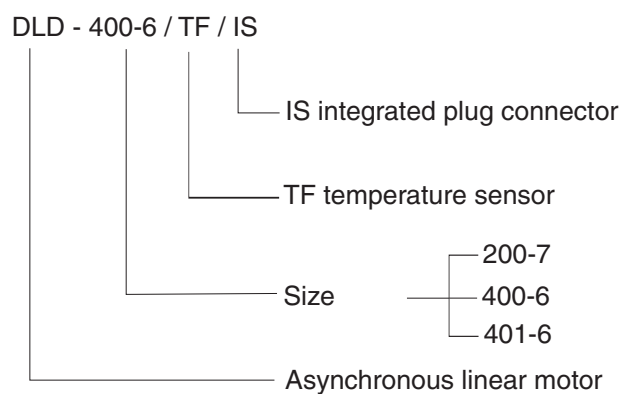 DLD - 400-6 / TF / IS
IS integrated plug connector
TF temperature sensor
200-7
Size 400-6
401-6
Asynchronous linear motor